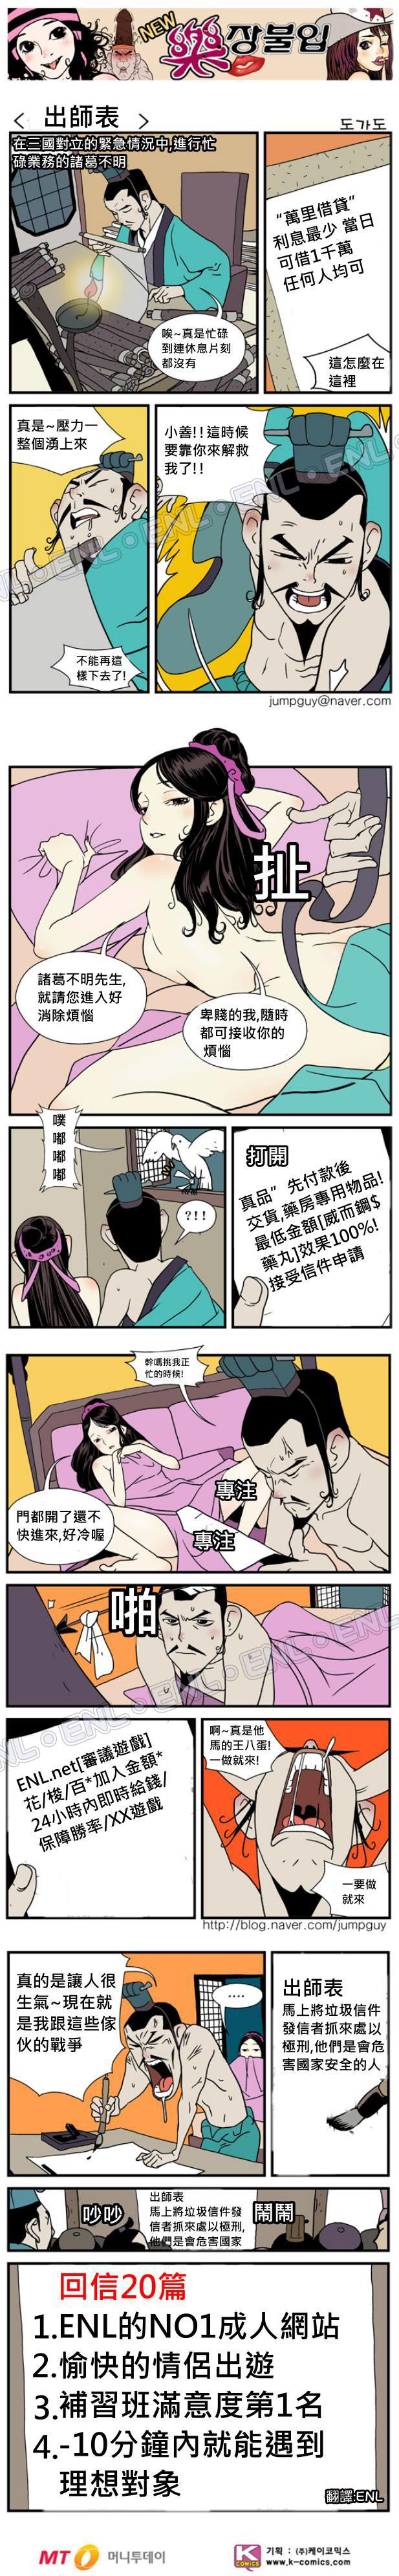 NEW
樂장불입
< 出師表 >
도가도
在三國對立的緊急情況中,進行忙
碌業務的諸葛不明
唉~真是忙碌
到連休息片刻
都沒有
“萬里借貸”
利息最少 當日
可借1千萬
任何人均可
這怎麼在
這裡
真是~壓力一
整個湧上來
不能再這
樣下去了!
小善!!這時候
要靠你來解救
我了!!
ENL ENL ENL ENL
jumpguy@naver.com
扯
諸葛不明先生,
就請您進入好
消除煩惱
卑賤的我,隨時
都可接收你的
煩惱
噗
嘟
嘟
嘟
?!!
打開
真品”先付款後
交貨,藥房專用物品!
最低金額[威而鋼$
藥丸]效果100%!
接受信件申請
幹嗎挑我正
忙的時候!
門都開了還不
快進來,好冷喔
專注
專注
啪
ENL ENL ENL ENL
ENL.net[審議遊戲]
花/梭/百*加入金額*
24小時內即時給錢/
保障勝率/XX遊戲
啊~真是他
馬的王八蛋!
一做就來!
一要做
就來
http://blog.naver.com/jumpguy
真的是讓人很
生氣~現在就
是我跟這些傢
伙的戰爭
....
出師表
馬上將垃圾信件
發信者抓來處以
極刑,他們是會危
害國家安全的人
吵吵
出師表
馬上將垃圾信件發
信者抓來處以極刑,
他們是會危害國家
鬧鬧
回信20篇
1.ENL的NO1成人網站
2.愉快的情侶出遊
3.補習班滿意度第1名
4.-10分鐘內就能遇到
理想對象
翻譯:ENL
MT 머니투데이
K COMICS
기획 : (주)케이코믹스
www.k-comics.com